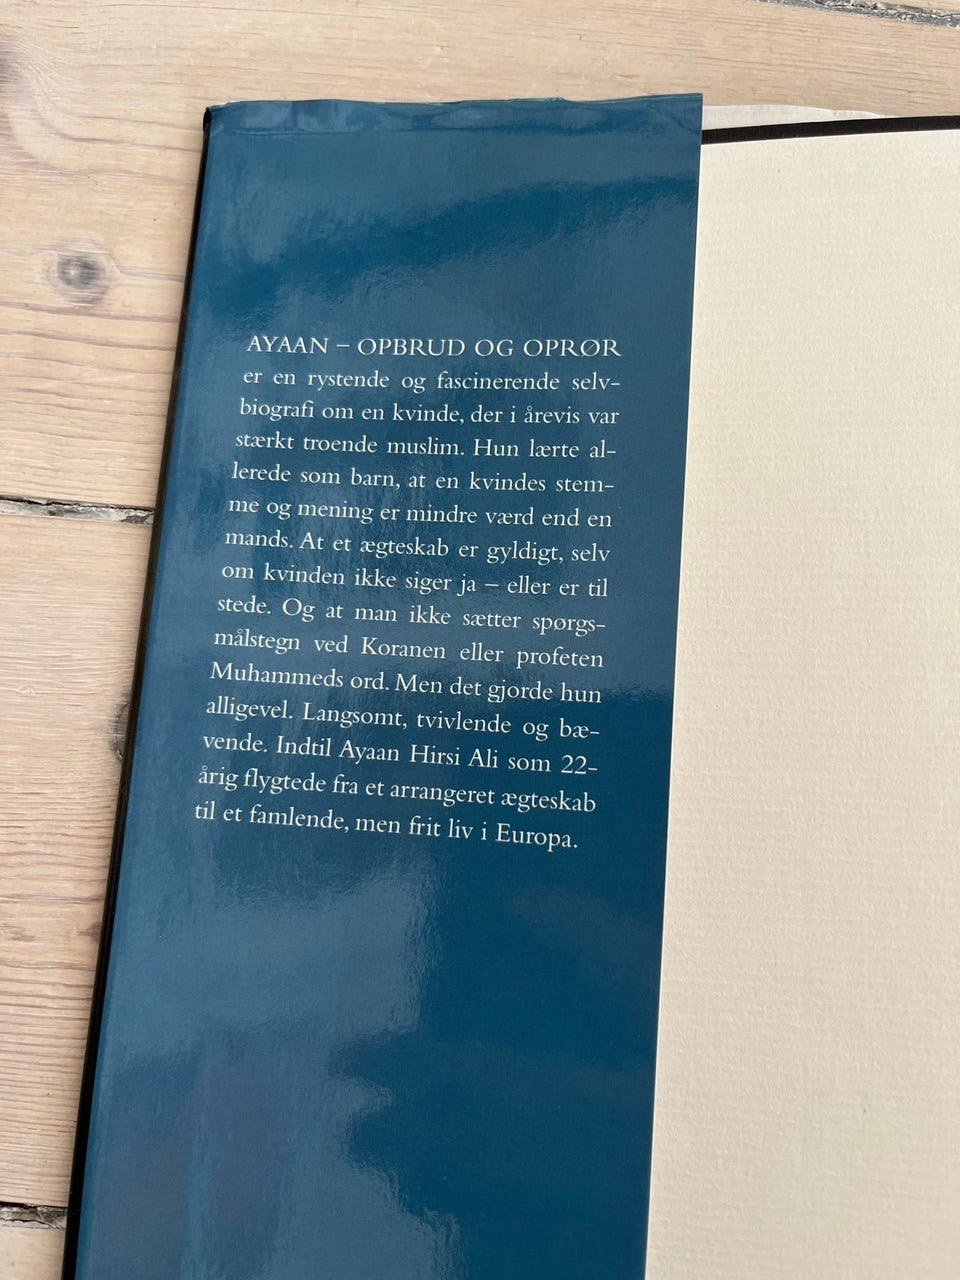 AYAAN – OPBRUD OG OPRØR
er en rystende og fascinerende selv-
biografi om en kvinde, der i årevis var
stærkt troende muslim. Hun lærte al-
lerede som barn, at en kvindes stem-
me og mening er mindre værd end en
mands. At et ægteskab er gyldigt, selv
om kvinden ikke siger ja – eller er til
stede. Og at man ikke sætter spørgs-
målstegn ved Koranen eller profeten
Muhammeds ord. Men det gjorde hun
alligevel. Langsomt, tvivlende og bæ-
vende. Indtil Ayaan Hirsi Ali som 22-
årig flygtede fra et arrangeret ægteskab
til et famlende, men frit liv i Europa.